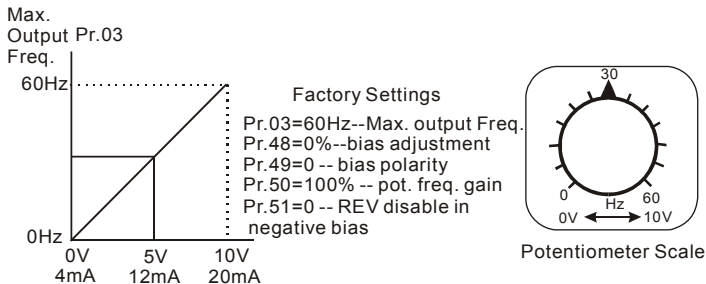 Max.
Output Pr.03
Freq.
60Hz
0Hz
0V 5V 10V
4mA 12mA 20mA
Factory Settings
Pr.03=60Hz--Max. output Freq.
Pr.48=0%--bias adjustment
Pr.49=0 -- bias polarity
Pr.50=100% -- pot. freq. gain
Pr.51=0 -- REV disable in
negative bias
30
0 60
Hz
0V 10V
Potentiometer Scale